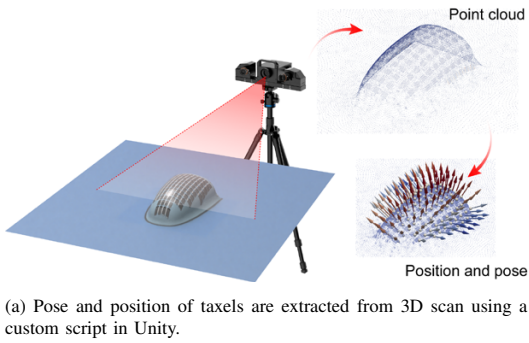 Point cloud
Position and pose
(a) Pose and position of taxels are extracted from 3D scan using a
custom script in Unity.